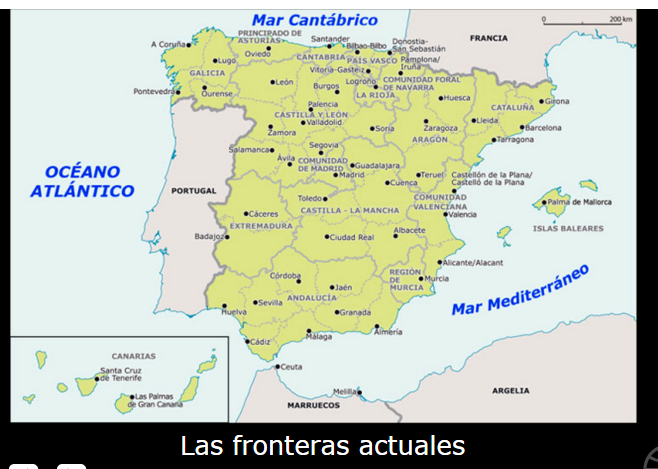 Mar Cantábrico
0 200 km
PRINCIPADO DE
ASTURIAS
Santander
Donostia-
San Sebastián
FRANCIA
A Coruña
Oviedo
CANTABRIA
Bilbao-Bilbo
PAÍS VASCO
Pamplona/
Iruña
Lugo
GALICIA
Vitoria-Gasteiz
León
Burgos
Logroño
LA RIOJA
COMUNIDAD FORAL
DE NAVARRA
Pontevedra
Ourense
Huesca
CATALUÑA
Girona
Palencia
CASTILLA Y LEÓN
Valladolid
Zamora
Soria
Zaragoza
ARAGÓN
Lleida
Barcelona
Tarragona
Salamanca
Segovia
Ávila
COMUNIDAD
DE MADRID
Guadalajara
Madrid
Teruel
Castellón de la Plana/
Castelló de la Plana
OCÉANO
ATLÁNTICO
PORTUGAL
Cuenca
Toledo
CASTILLA - LA MANCHA
COMUNIDAD
VALENCIANA
Valencia
Palma de Mallorca
ISLAS BALEARES
Cáceres
EXTREMADURA
Badajoz
Ciudad Real
Albacete
Alicante/Alacant
Mar Mediterráneo
Córdoba
Jaén
REGIÓN
DE
MURCIA
Murcia
Sevilla
ANDALUCÍA
Huelva
Granada
Almería
Málaga
Cádiz
CANARIAS
Santa Cruz
de Tenerife
Las Palmas
de Gran Canaria
Ceuta
Melilla
MARRUECOS
ARGELIA
Las fronteras actuales